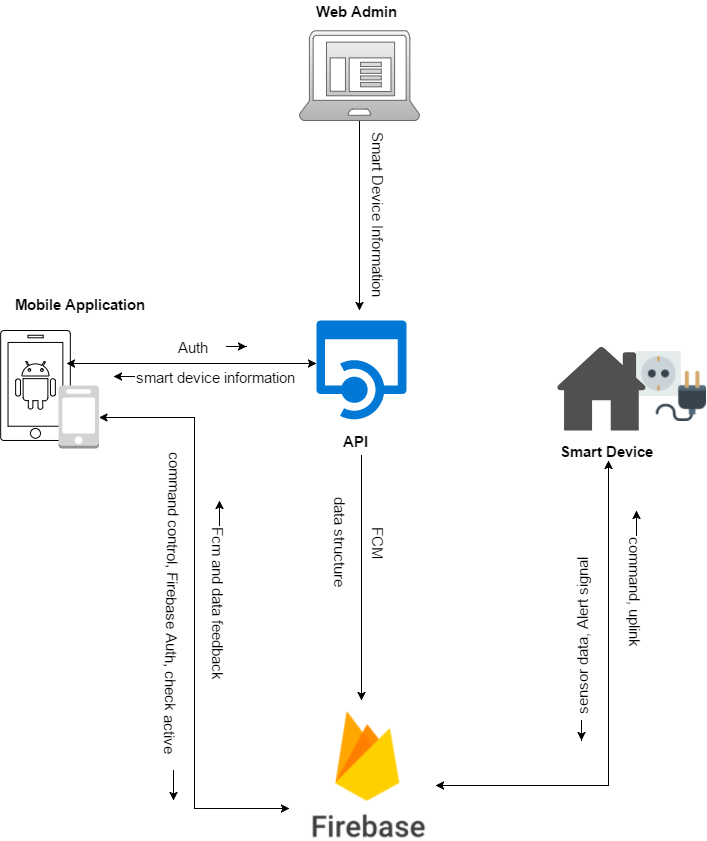 Web Admin
Smart Device Information
Mobile Application
Auth
smart device information
API
Smart Device
command control, Firebase Auth, check active
Fcm and data feedback
data structure
FCM
sensor data, Alert signal
command, uplink
Firebase